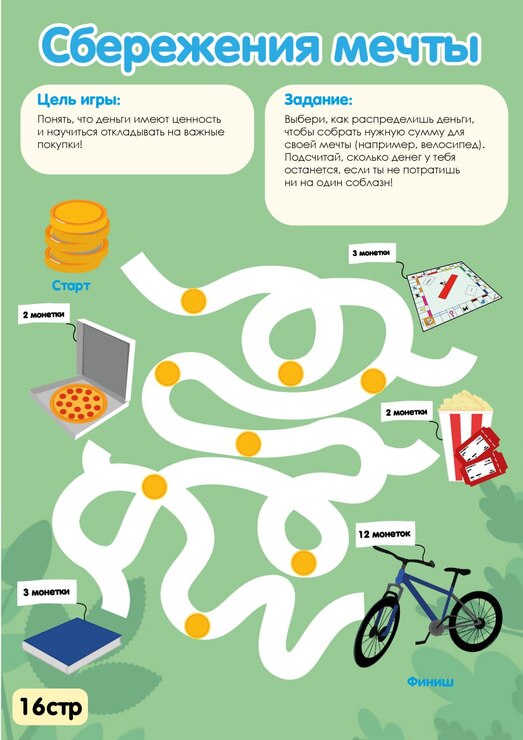 Сбережения мечты
Цель игры:
Понять, что деньги имеют ценность
и научиться откладывать на важные
покупки!
Задание:
Выбери, как распределишь деньги,
чтобы собрать нужную сумму для
своей мечты (например, велосипед).
Подсчитай, сколько денег у тебя
останется, если ты не потратишь
ни на один соблазн!
Старт
3 монетки
2 монетки
2 монетки
12 монеток
3 монетки
Финиш
16стр